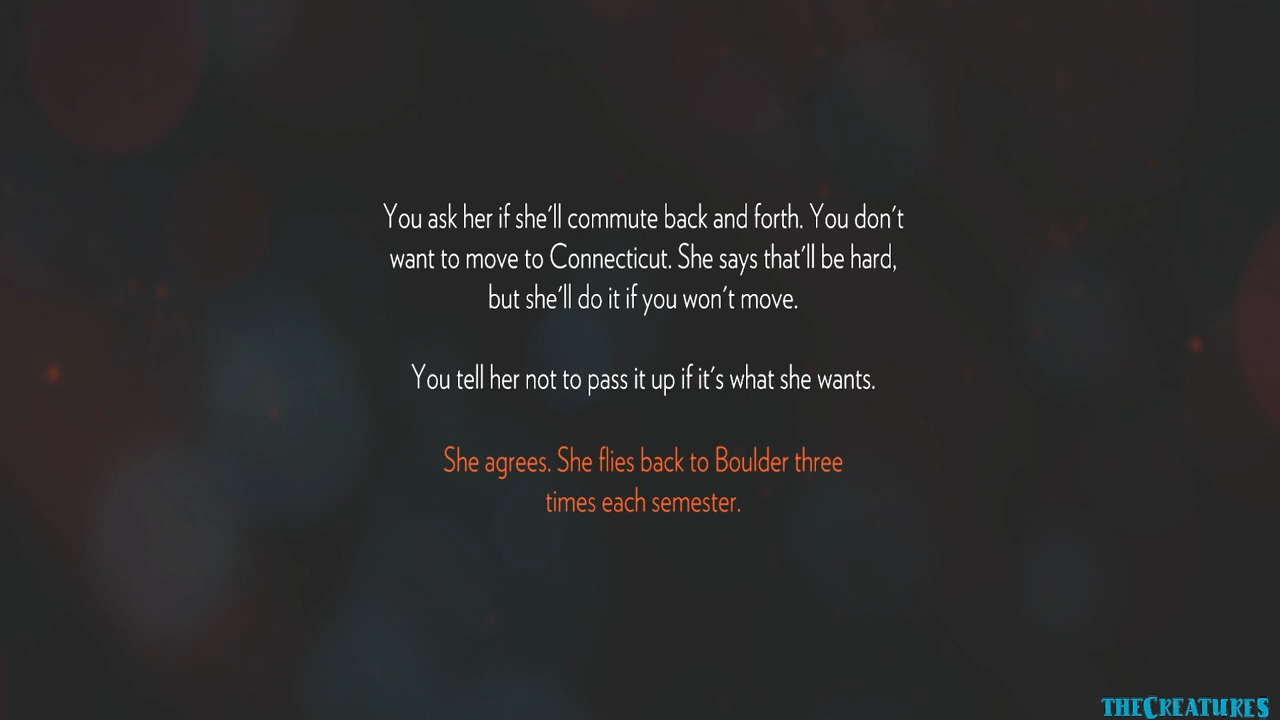 You ask her if she'll commute back and forth. You don't
want to move to Connecticut. She says that'll be hard,
but she'll do it if you won't move.
You tell her not to pass it up if it's what she wants.
She agrees. She flies back to Boulder three
times each semester.
THECREATURES